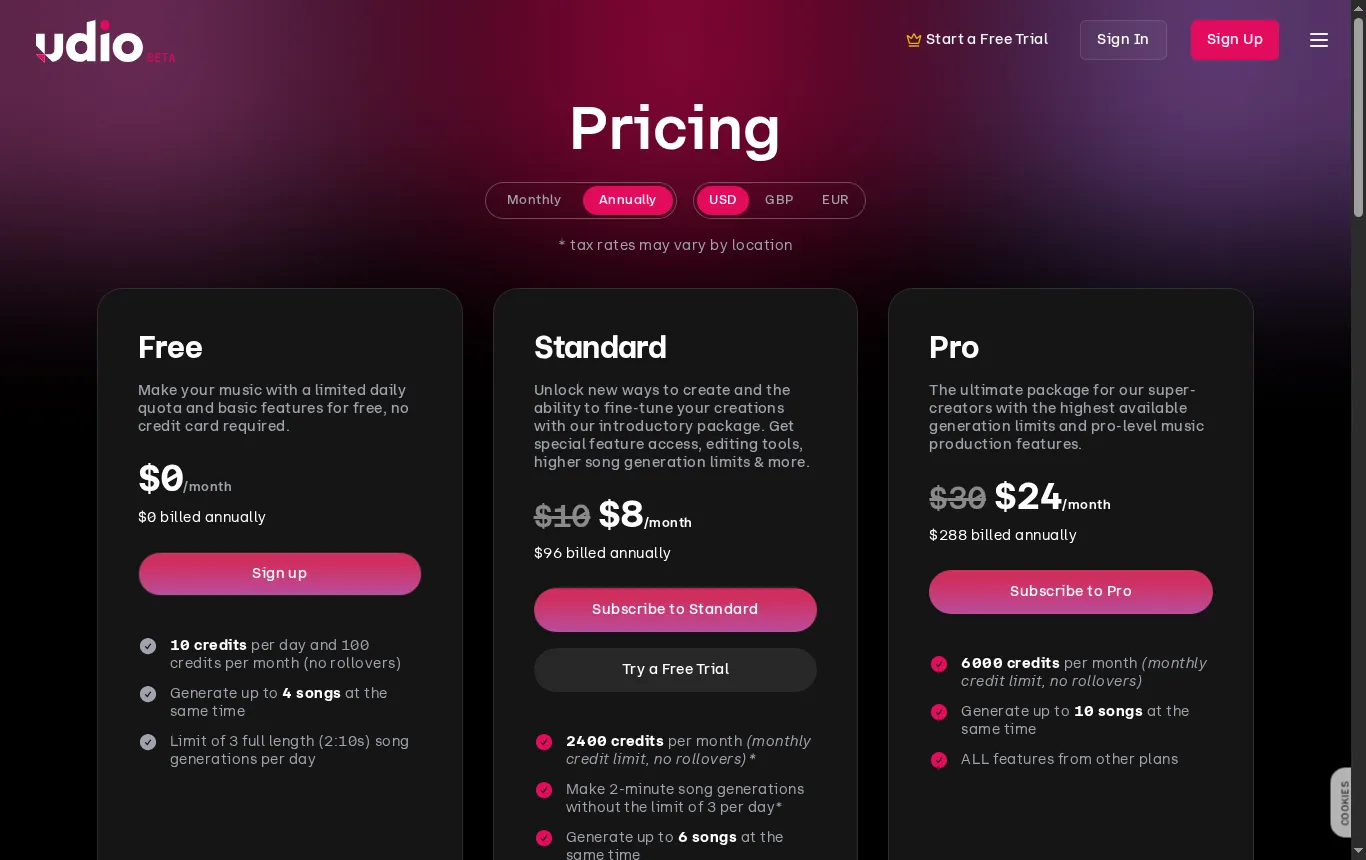 udio BETA
Start a Free Trial
Sign In
Sign Up
Pricing
Monthly
Annually
USD
GBP
EUR
* tax rates may vary by location
Free
Make your music with a limited daily
quota and basic features for free, no
credit card required.
$0/month
$0 billed annually
Sign up
10 credits per day and 100
credits per month (no rollovers)
Generate up to 4 songs at the
same time
Limit of 3 full length (2:10s) song
generations per day
Standard
Unlock new ways to create and the
ability to fine-tune your creations
with our introductory package. Get
special feature access, editing tools,
higher song generation limits & more.
$10 $8/month
$96 billed annually
Subscribe to Standard
Try a Free Trial
2400 credits per month (monthly
credit limit, no rollovers) *
Make 2-minute song generations
without the limit of 3 per day*
Generate up to 6 songs at the
same time
Pro
The ultimate package for our super-
creators with the highest available
generation limits and pro-level music
production features.
$30 $24/month
$288 billed annually
Subscribe to Pro
6000 credits per month (monthly
credit limit, no rollovers)
Generate up to 10 songs at the
same time
ALL features from other plans
COOKIES